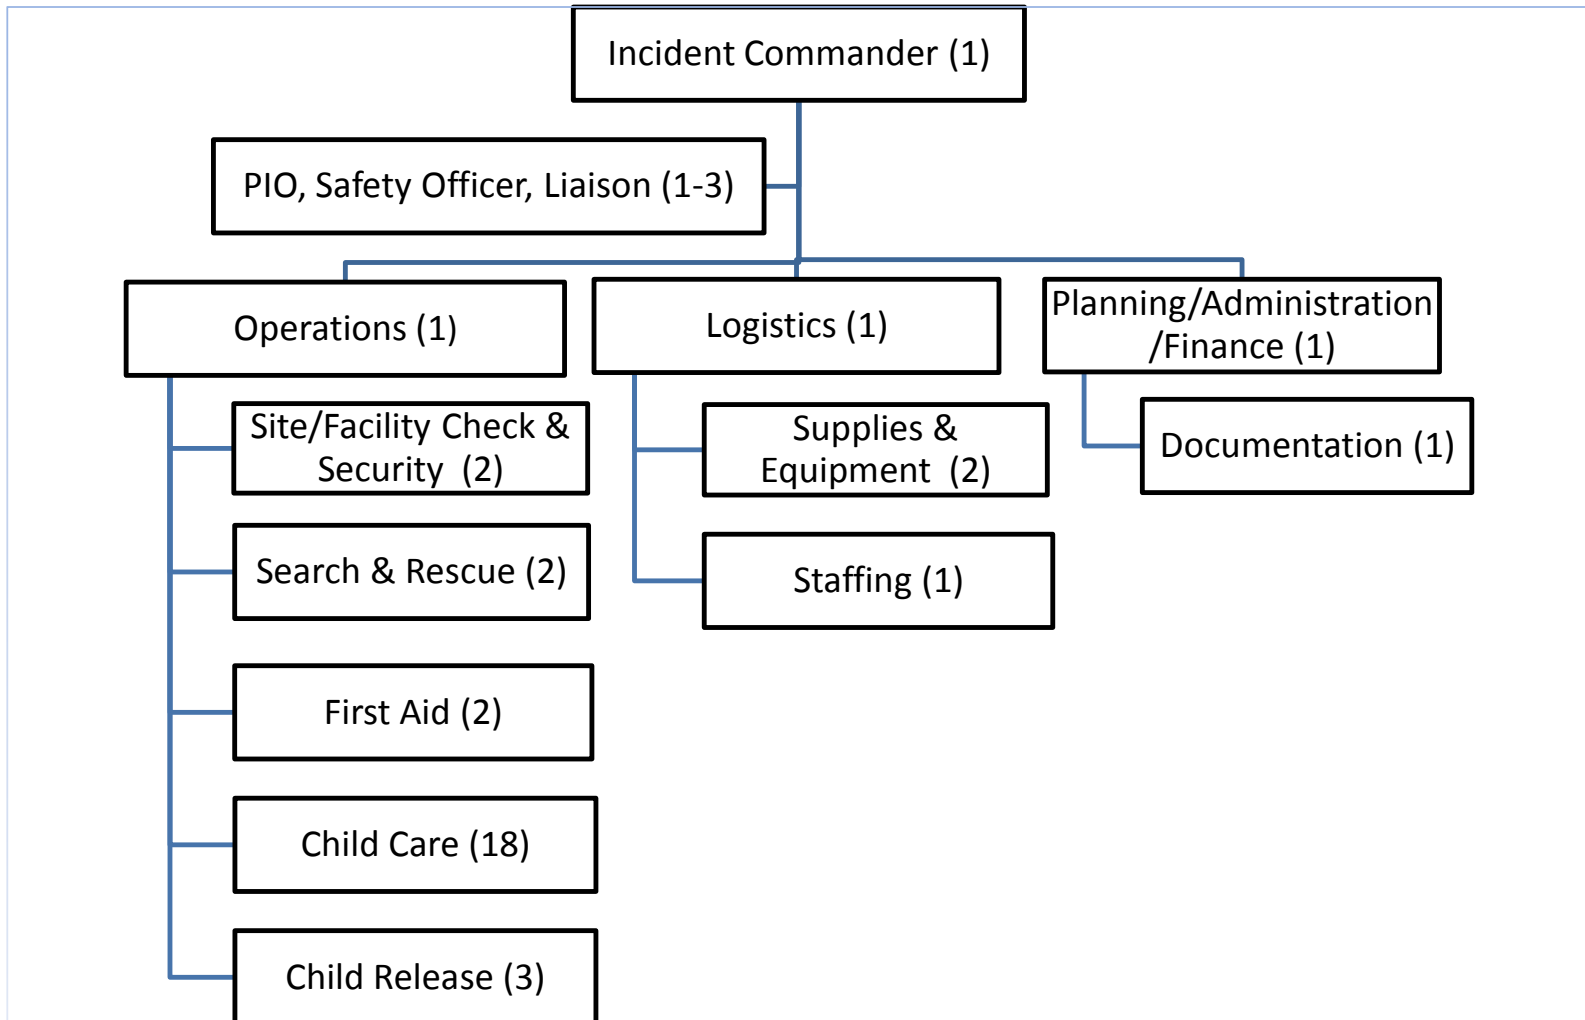 Incident Commander (1)
PIO, Safety Officer, Liaison (1-3)
Operations (1)
Logistics (1)
Planning/Administration
/Finance (1)
Site/Facility Check &
Security (2)
Search & Rescue (2)
First Aid (2)
Child Care (18)
Child Release (3)
Supplies &
Equipment (2)
Staffing (1)
Documentation (1)